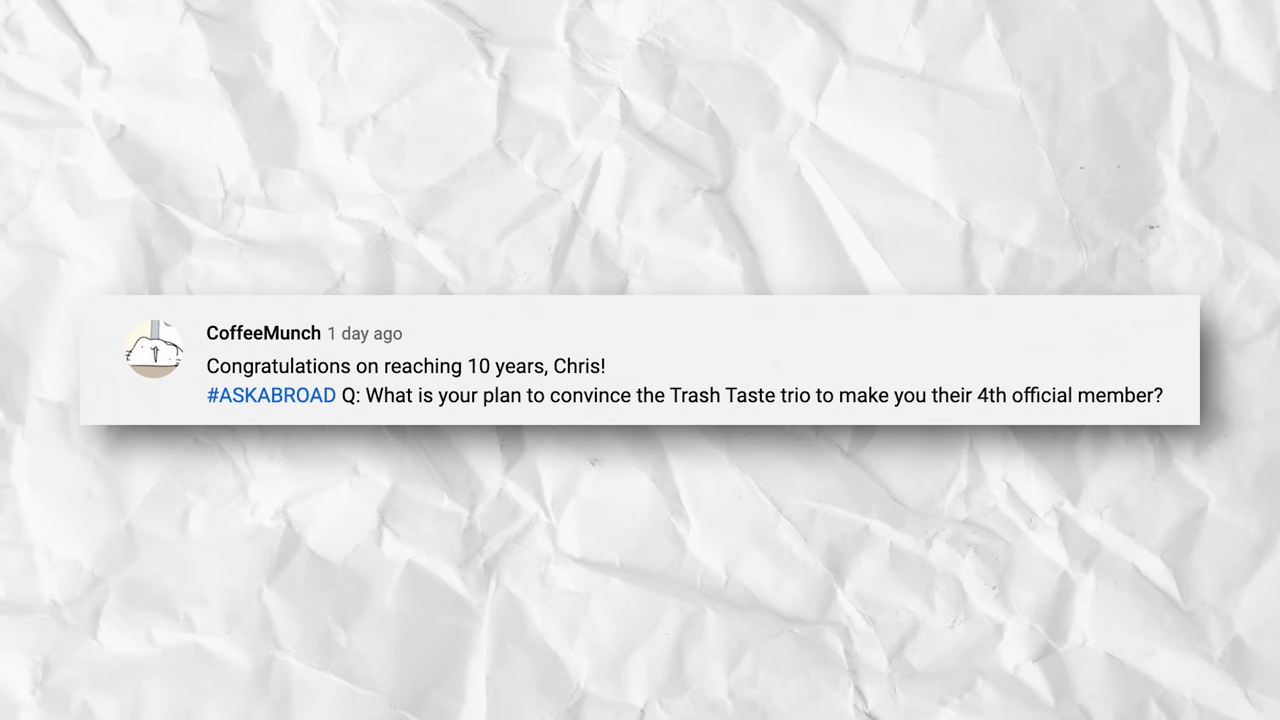 CoffeeMunch 1 day ago
Congratulations on reaching 10 years, Chris!
#ASKABROAD Q: What is your plan to convince the Trash Taste trio to make you their 4th official member?